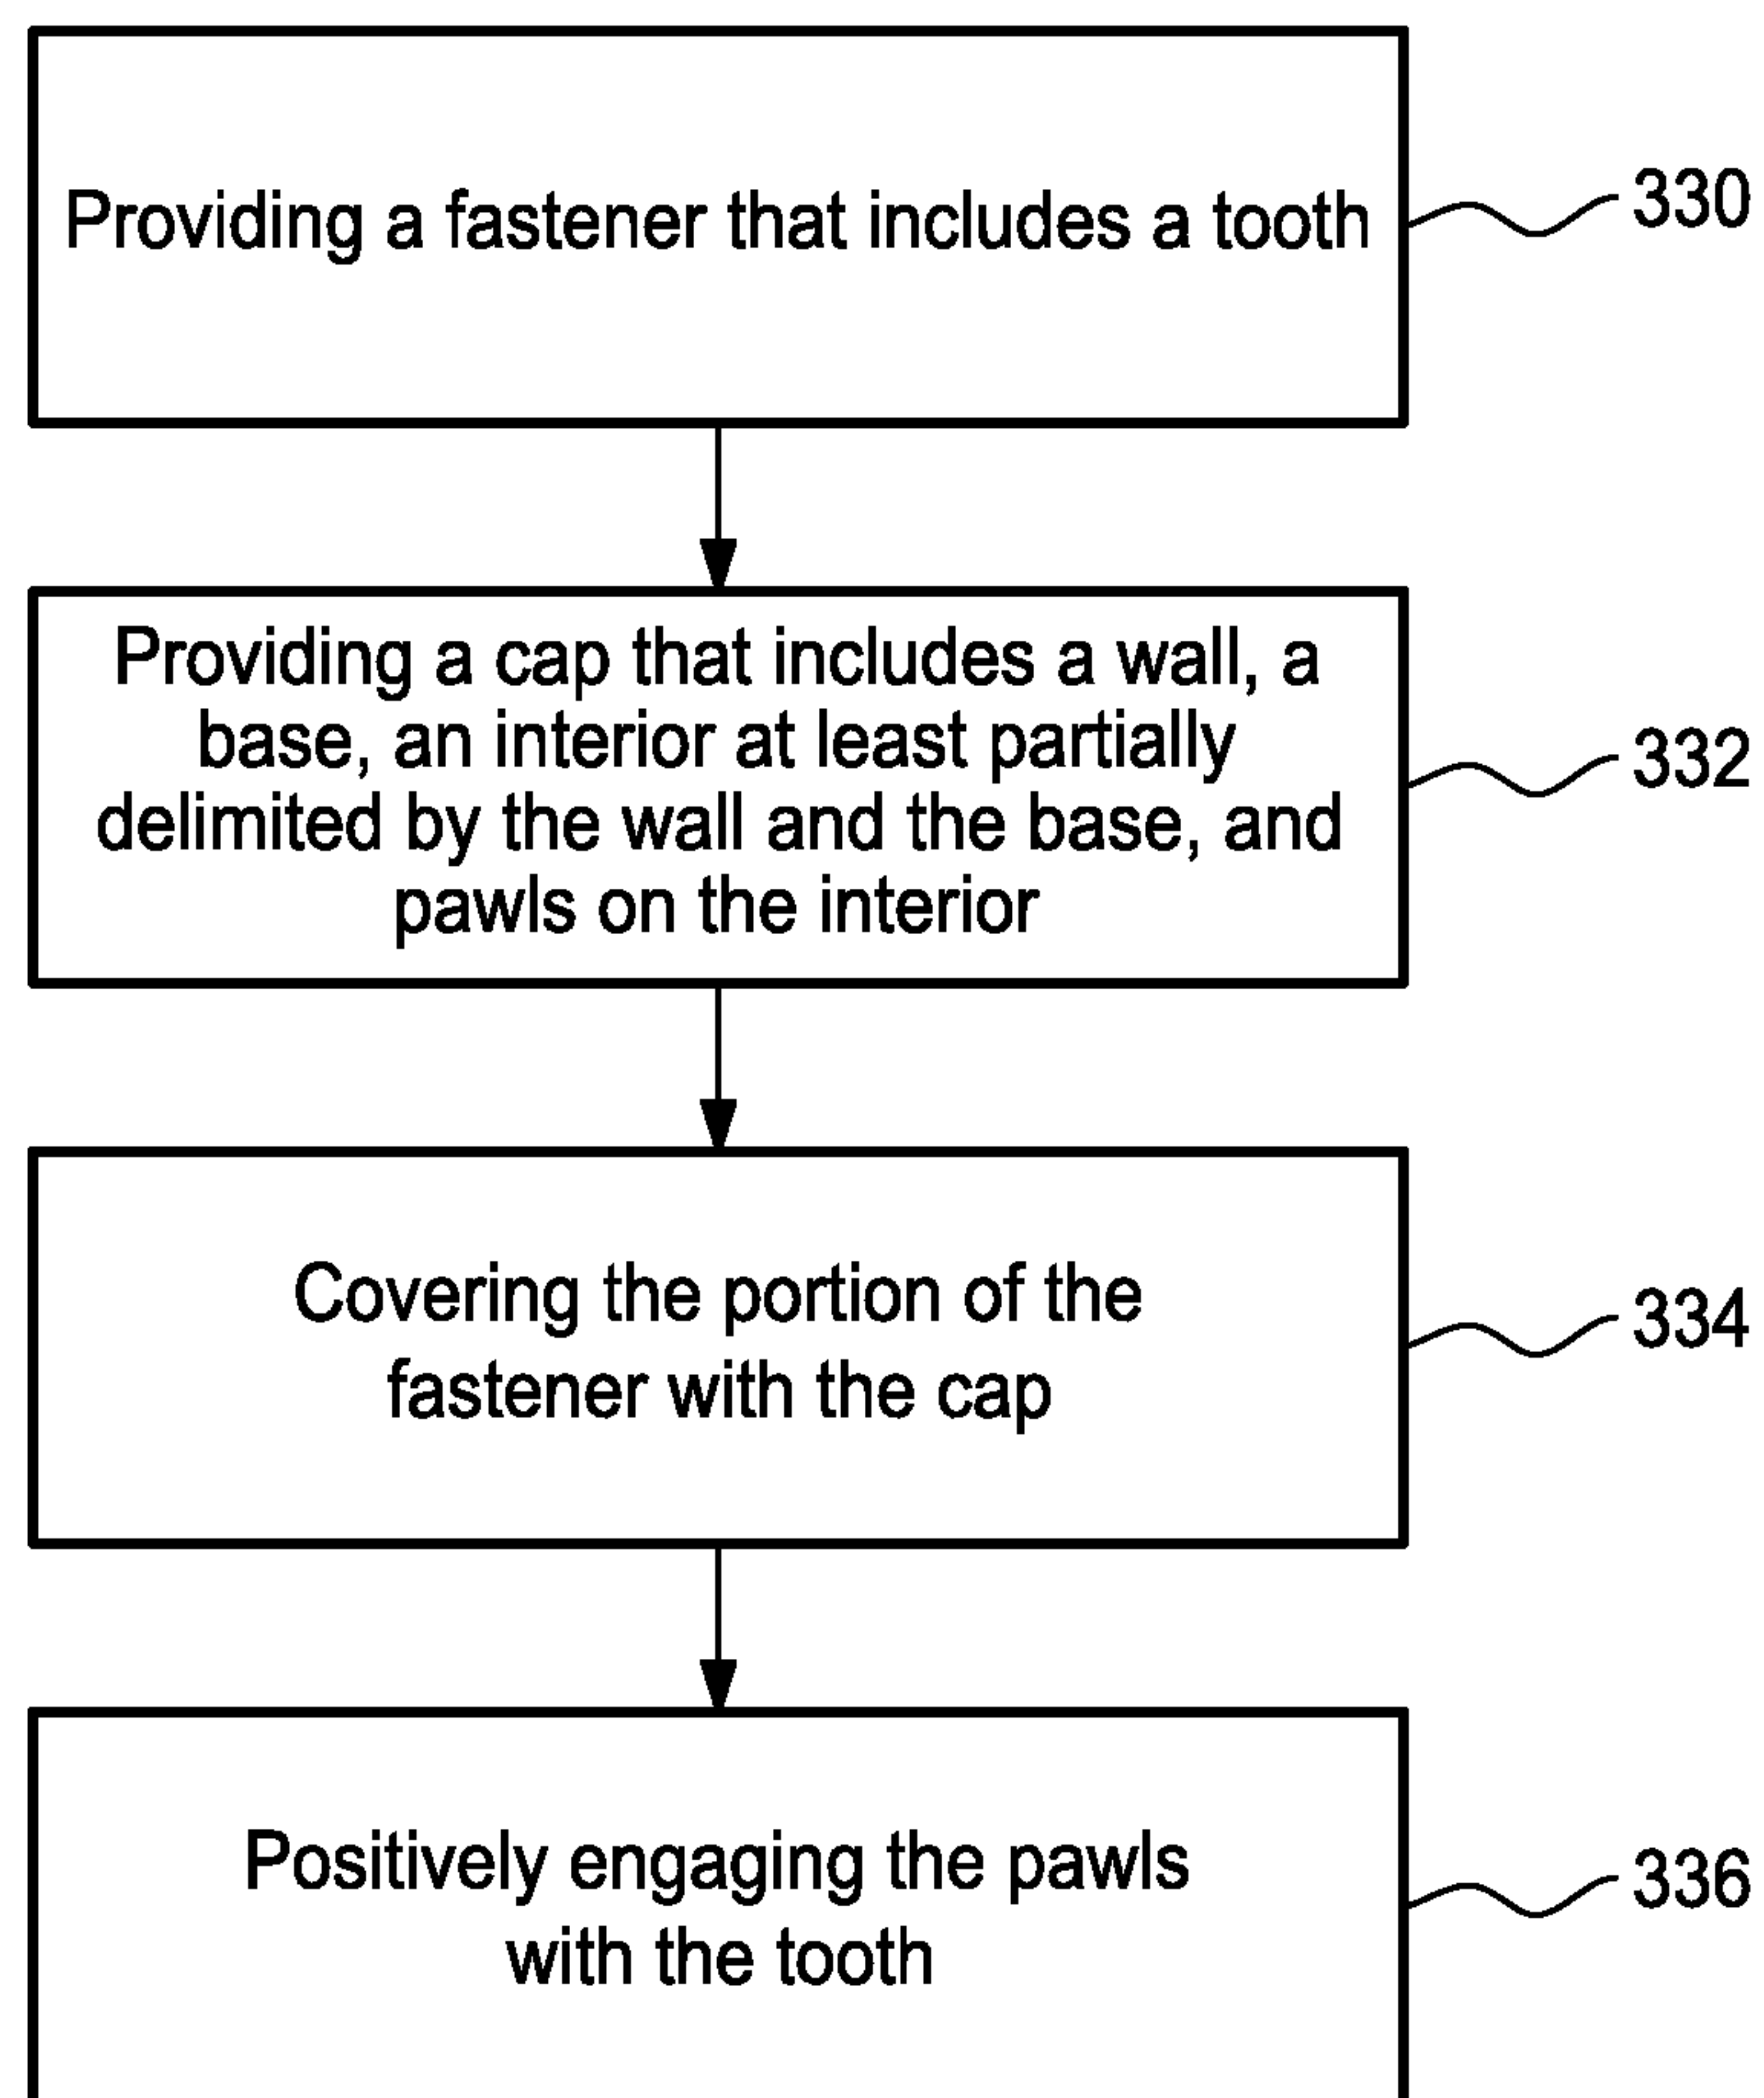 Providing a fastener that includes a tooth
330
Providing a cap that includes a wall, a
base, an interior at least partially
delimited by the wall and the base, and
pawls on the interior
332
Covering the portion of the
fastener with the cap
334
Positively engaging the pawls
with the tooth
336